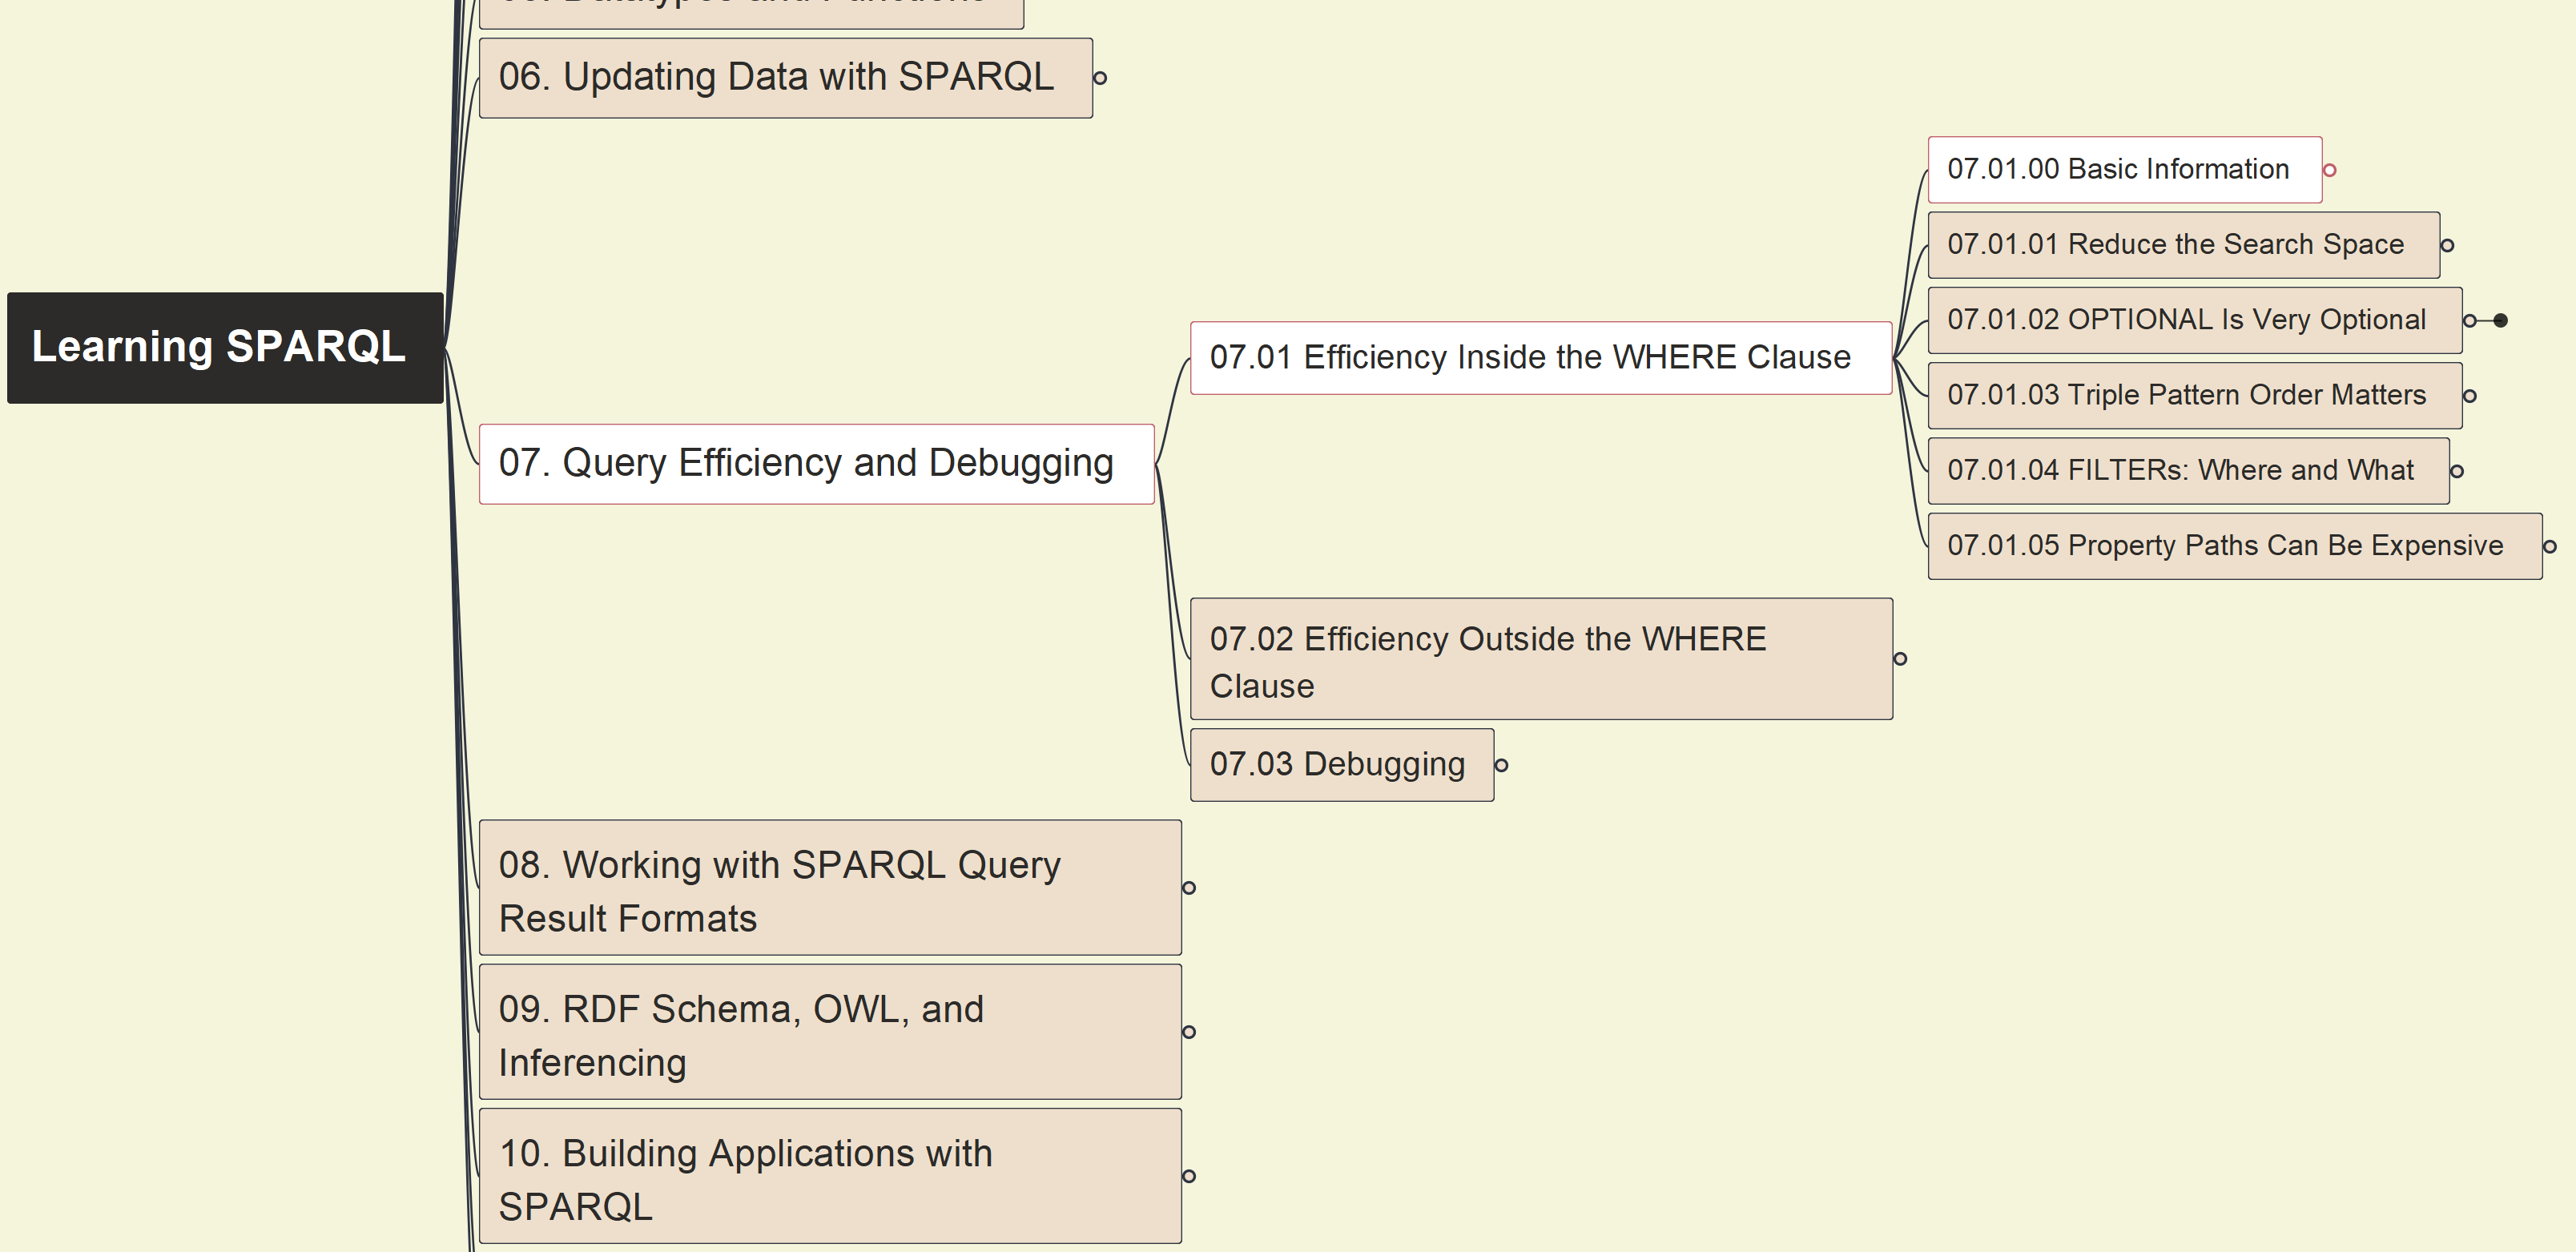 06. Updating Data with SPARQL
07.01.00 Basic Information
07.01.01 Reduce the Search Space
07.01.02 OPTIONAL Is Very Optional
Learning SPARQL
07.01 Efficiency Inside the WHERE Clause
07.01.03 Triple Pattern Order Matters
07. Query Efficiency and Debugging
07.01.04 FILTERs: Where and What
07.01.05 Property Paths Can Be Expensive
07.02 Efficiency Outside the WHERE
Clause
07.03 Debugging
08. Working with SPARQL Query
Result Formats
09. RDF Schema, OWL, and
Inferencing
10. Building Applications with
SPARQL